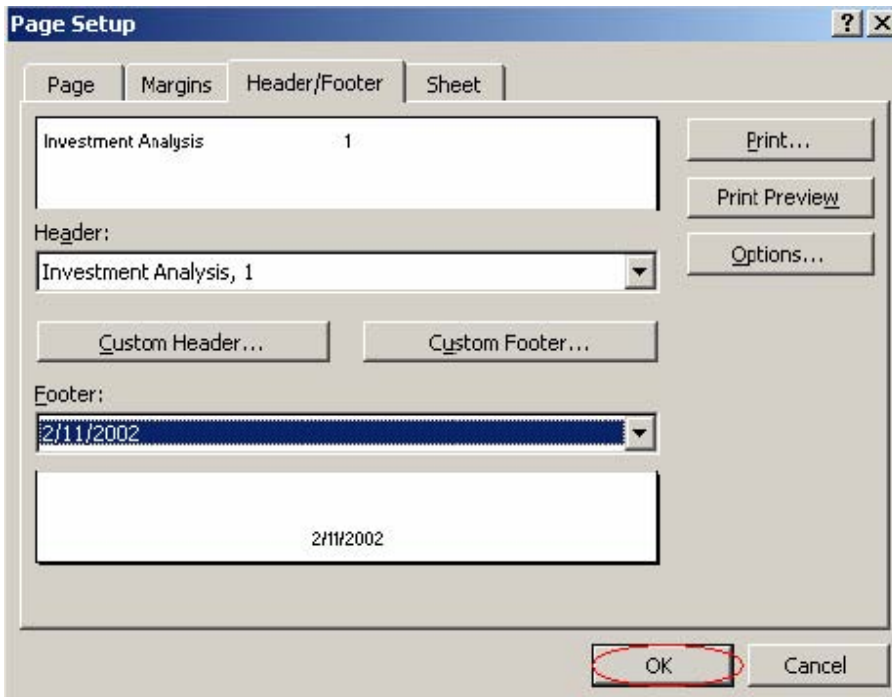 Page Setup
Page Margins Header/Footer Sheet
Investment Analysis 1
Print...
Print Preview
Options...
Header:
Investment Analysis, 1
Custom Header... Custom Footer...
Footer:
2/11/2002
2/11/2002
OK Cancel